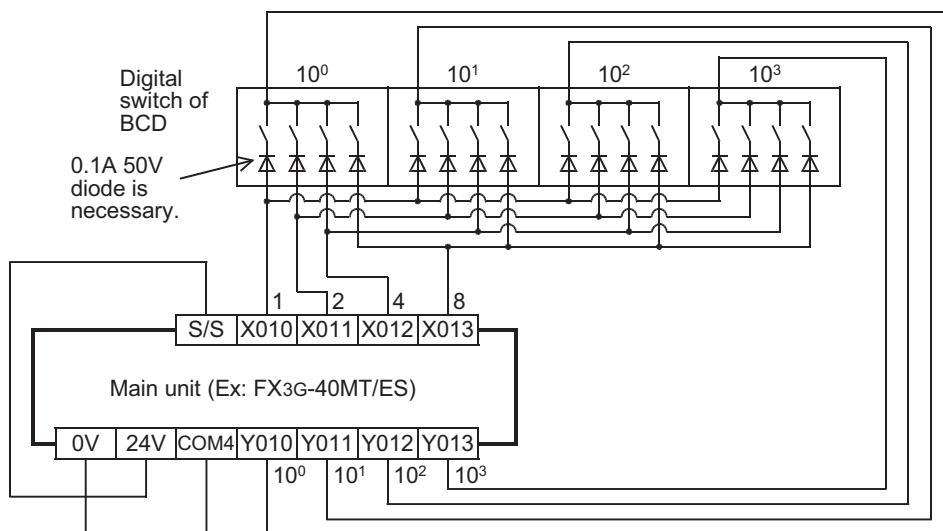 10⁰ 10¹ 10² 10³
Digital
switch of
BCD
0.1A 50V
diode is
necessary.
1 2 4 8
S/S X010 X011 X012 X013
Main unit (Ex: FX3G-40MT/ES)
0V 24V COM4 Y010 Y011 Y012 Y013
10⁰ 10¹ 10² 10³